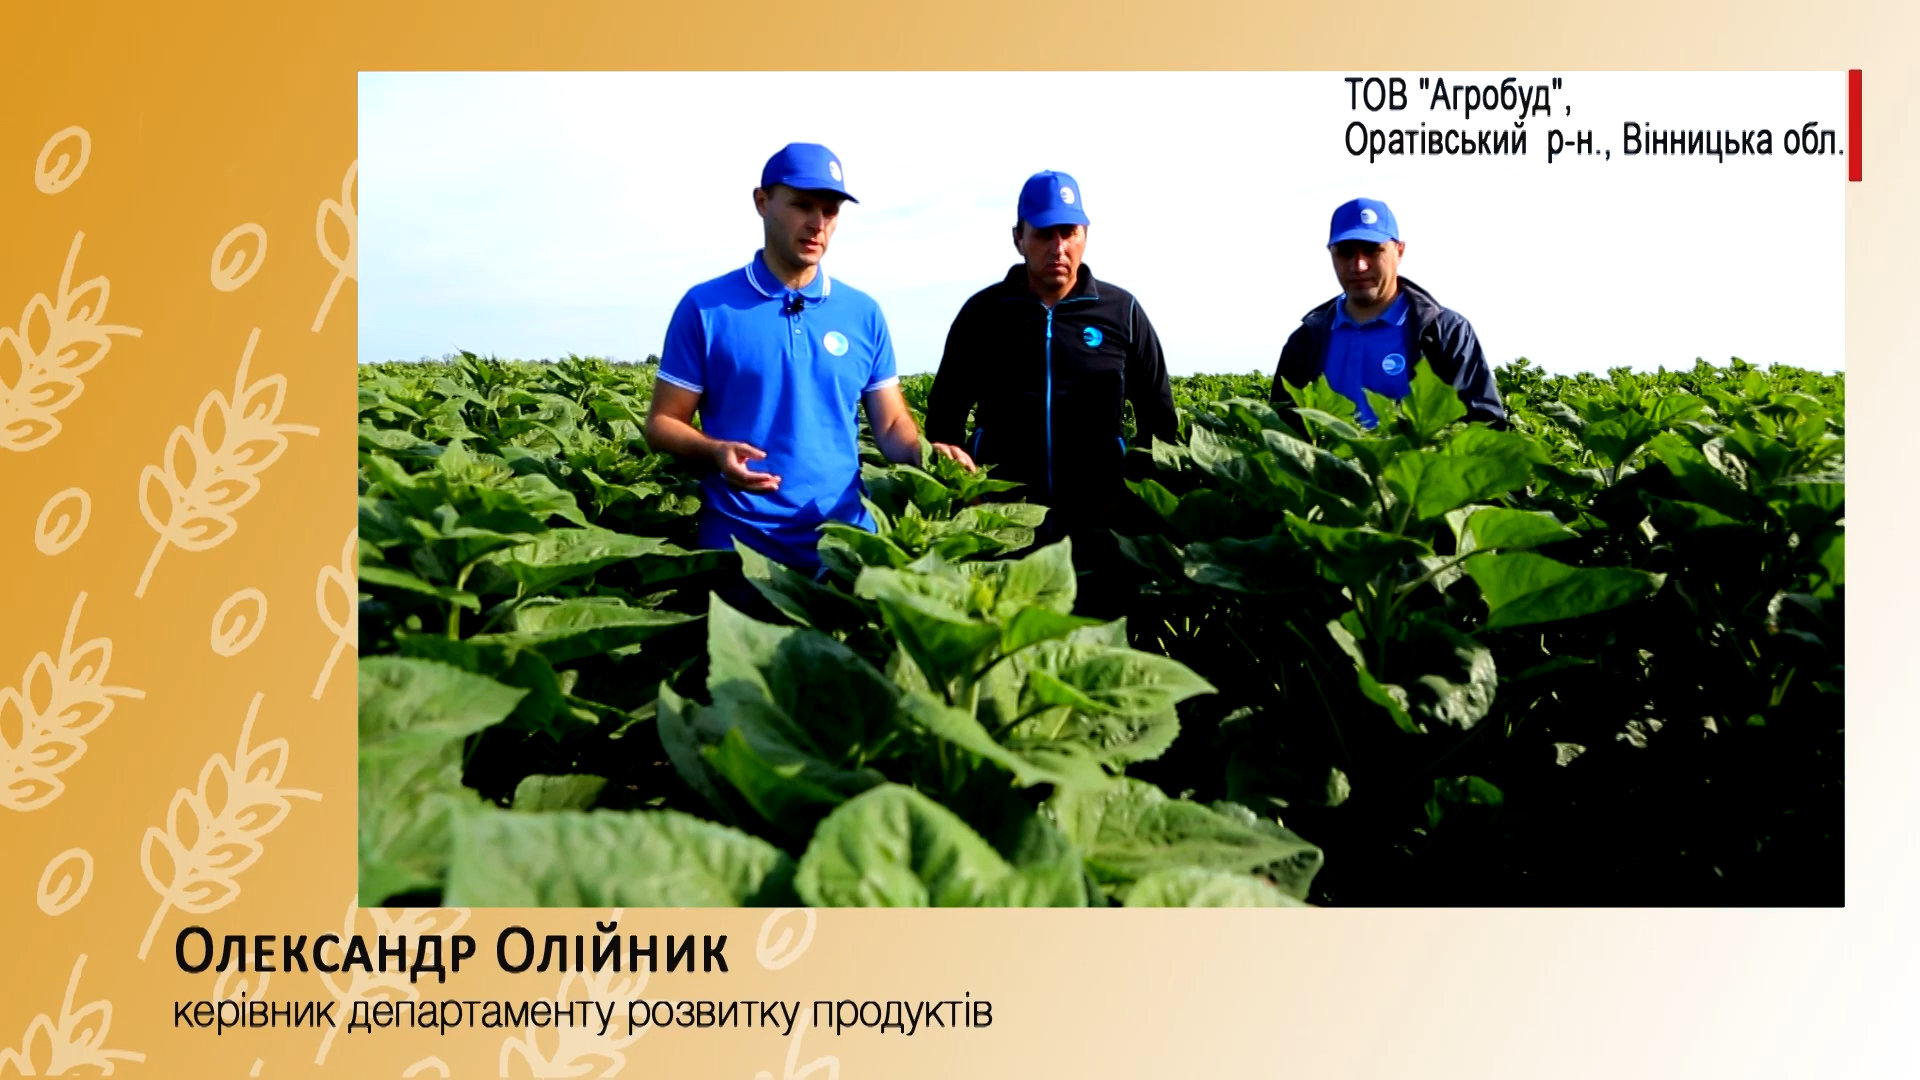 ТОВ "Агробуд",
Оратівський р-н., Вінницька обл.
Олександр Олійник
керівник департаменту розвитку продуктів